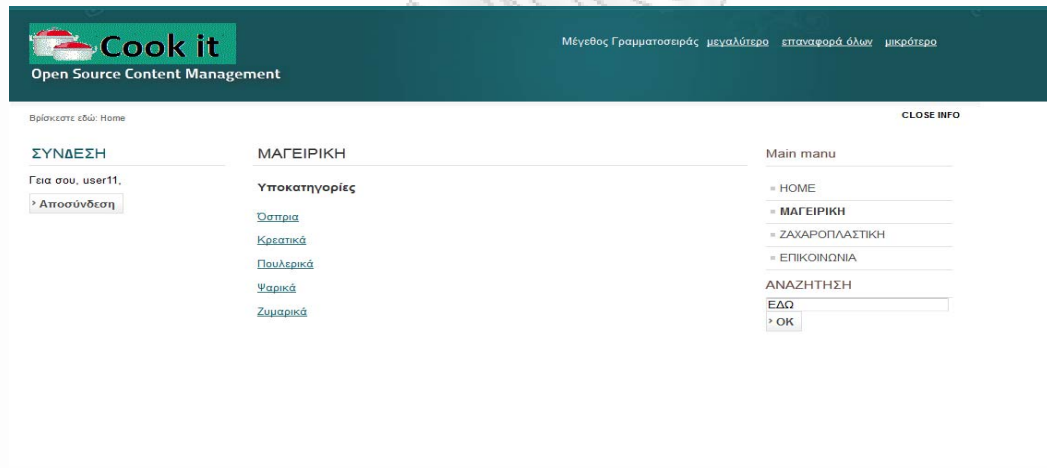 Cook it
Open Source Content Management
Μέγεθος Γραμματοσειράς μεγαλύτερο επαναφορά όλων μικρότερο
Βρίσκεστε εδώ: Home
CLOSE INFO
ΣΥΝΔΕΣΗ
Γεια σου, user11,
Αποσύνδεση
ΜΑΓΕΙΡΙΚΗ
Υποκατηγορίες
Όσπρια
Κρεατικά
Πουλερικά
Ψαρικά
Ζυμαρικά
Main manu
HOME
ΜΑΓΕΙΡΙΚΗ
ΖΑΧΑΡΟΠΛΑΣΤΙΚΗ
ΕΠΙΚΟΙΝΩΝΙΑ
ΑΝΑΖΗΤΗΣΗ
ΕΔΩ
OK